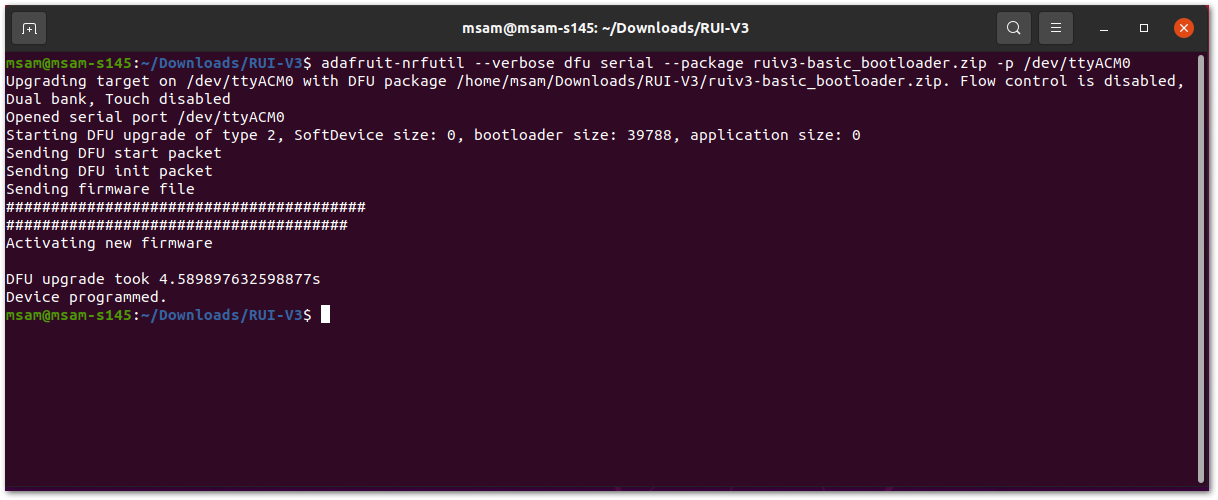 msam@msam-s145: ~/Downloads/RUI-V3
msam@msam-s145:~/Downloads/RUI-V3$ adafruit-nrfutil --verbose dfu serial --package ruiv3-basic_bootloader.zip -p /dev/ttyACM0
Upgrading target on /dev/ttyACM0 with DFU package /home/msam/Downloads/RUI-V3/ruiv3-basic_bootloader.zip. Flow control is disabled,
Dual bank, Touch disabled
Opened serial port /dev/ttyACM0
Starting DFU upgrade of type 2, SoftDevice size: 0, bootloader size: 39788, application size: 0
Sending DFU start packet
Sending DFU init packet
Sending firmware file
########################################
######################################
Activating new firmware

DFU upgrade took 4.589897632598877s
Device programmed.
msam@msam-s145:~/Downloads/RUI-V3$